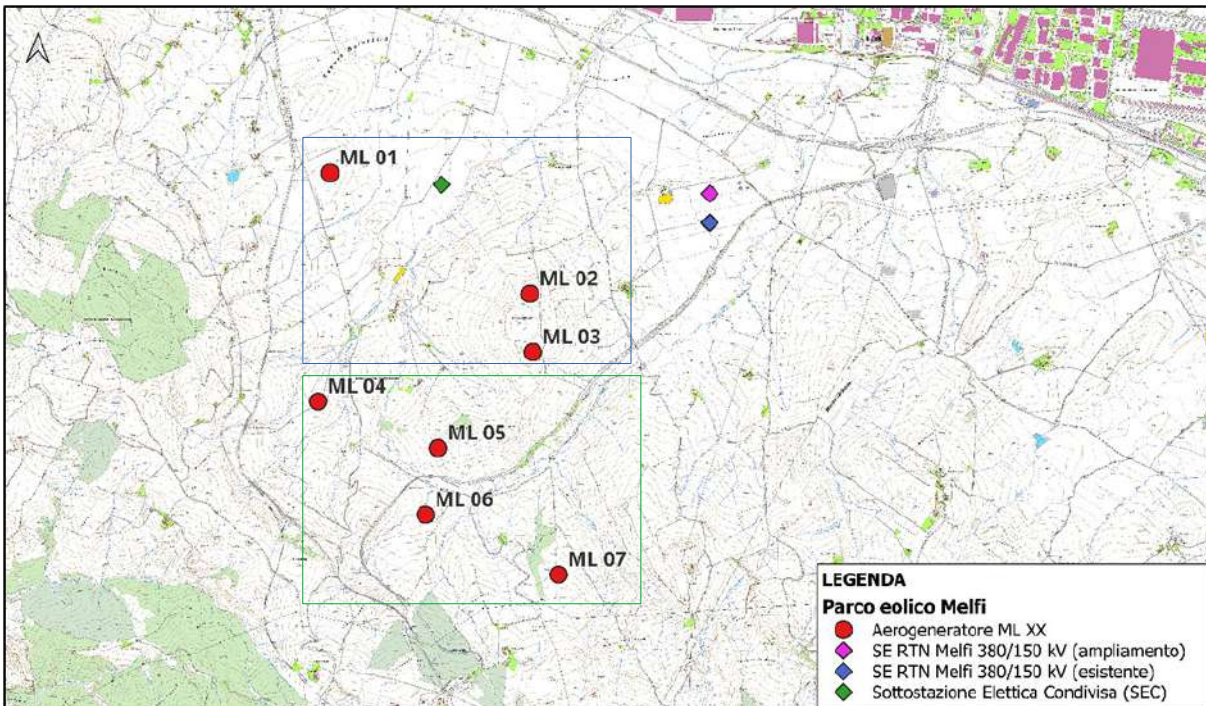 ML 01
ML 02
ML 03
ML 04
ML 05
ML 06
ML 07
LEGENDA
Parco eolico Melfi
Aerogeneratore ML XX
SE RTN Melfi 380/150 kV (ampliamento)
SE RTN Melfi 380/150 kV (esistente)
Sottostazione Elettica Condivisa (SEC)